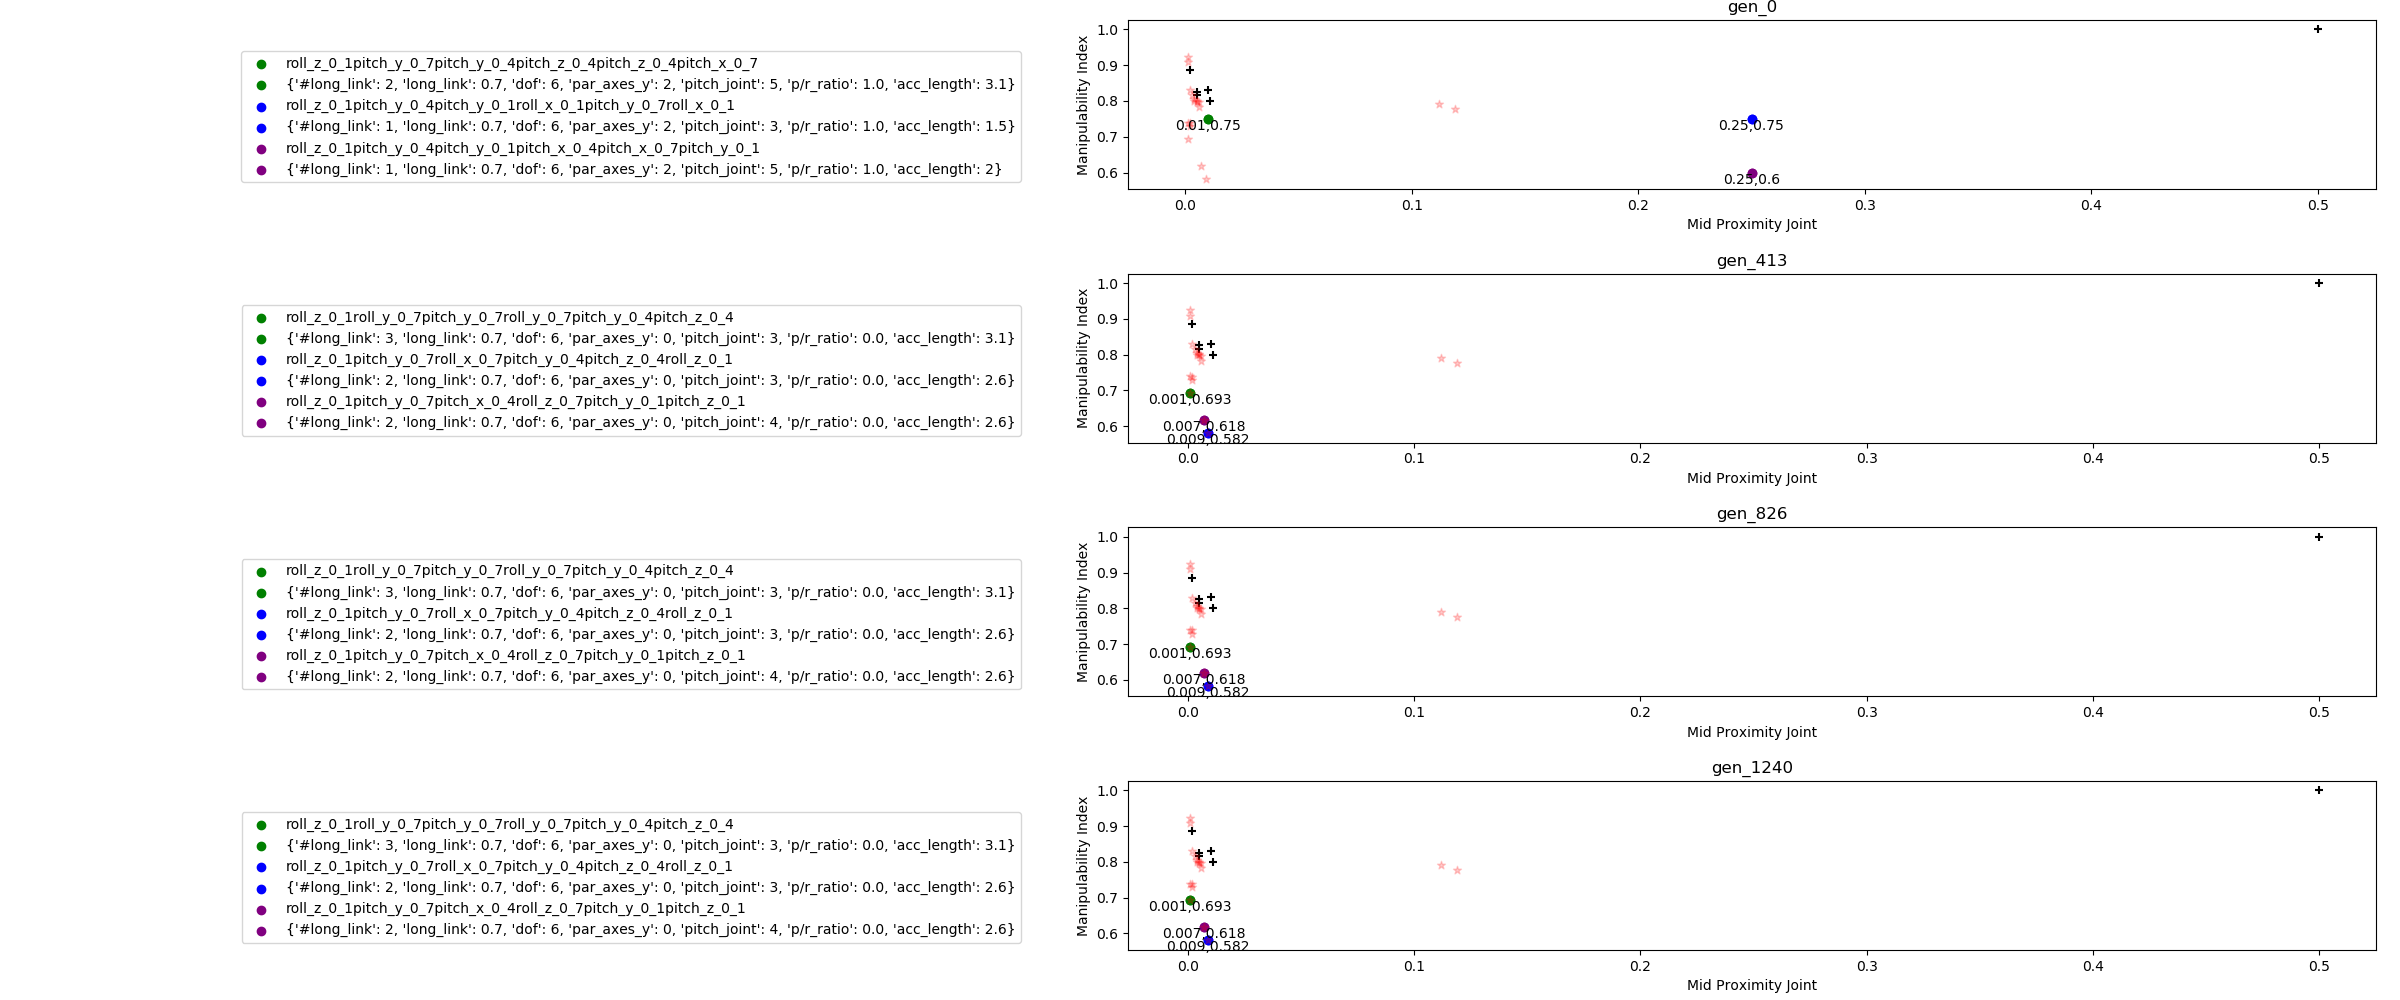 gen_0
roll_z_0_1pitch_y_0_7pitch_y_0_4pitch_z_0_4pitch_z_0_4pitch_x_0_7
{'#long_link': 2, 'long_link': 0.7, 'dof': 6, 'par_axes_y': 2, 'pitch_joint': 5, 'p/r_ratio': 1.0, 'acc_length': 3.1}
roll_z_0_1pitch_y_0_4pitch_y_0_1roll_x_0_1pitch_y_0_7roll_x_0_1
{'#long_link': 1, 'long_link': 0.7, 'dof': 6, 'par_axes_y': 2, 'pitch_joint': 3, 'p/r_ratio': 1.0, 'acc_length': 1.5}
roll_z_0_1pitch_y_0_4pitch_y_0_1pitch_x_0_4pitch_x_0_7pitch_y_0_1
{'#long_link': 1, 'long_link': 0.7, 'dof': 6, 'par_axes_y': 2, 'pitch_joint': 5, 'p/r_ratio': 1.0, 'acc_length': 2}
Manipulability Index
1.0
0.9
0.8
0.7
0.6
0.01,0.75
0.25,0.75
0.25,0.6
0.0 0.1 0.2 0.3 0.4 0.5
Mid Proximity Joint
gen_413
roll_z_0_1roll_y_0_7pitch_y_0_7roll_y_0_7pitch_y_0_4pitch_z_0_4
{'#long_link': 3, 'long_link': 0.7, 'dof': 6, 'par_axes_y': 0, 'pitch_joint': 3, 'p/r_ratio': 0.0, 'acc_length': 3.1}
roll_z_0_1pitch_y_0_7roll_x_0_7pitch_y_0_4pitch_z_0_4roll_z_0_1
{'#long_link': 2, 'long_link': 0.7, 'dof': 6, 'par_axes_y': 0, 'pitch_joint': 3, 'p/r_ratio': 0.0, 'acc_length': 2.6}
roll_z_0_1pitch_y_0_7pitch_x_0_4roll_z_0_7pitch_y_0_1pitch_z_0_1
{'#long_link': 2, 'long_link': 0.7, 'dof': 6, 'par_axes_y': 0, 'pitch_joint': 4, 'p/r_ratio': 0.0, 'acc_length': 2.6}
Manipulability Index
1.0
0.9
0.8
0.7
0.6
0.001,0.693
0.007,0.618
0.009,0.582
0.0 0.1 0.2 0.3 0.4 0.5
Mid Proximity Joint
gen_826
roll_z_0_1roll_y_0_7pitch_y_0_7roll_y_0_7pitch_y_0_4pitch_z_0_4
{'#long_link': 3, 'long_link': 0.7, 'dof': 6, 'par_axes_y': 0, 'pitch_joint': 3, 'p/r_ratio': 0.0, 'acc_length': 3.1}
roll_z_0_1pitch_y_0_7roll_x_0_7pitch_y_0_4pitch_z_0_4roll_z_0_1
{'#long_link': 2, 'long_link': 0.7, 'dof': 6, 'par_axes_y': 0, 'pitch_joint': 3, 'p/r_ratio': 0.0, 'acc_length': 2.6}
roll_z_0_1pitch_y_0_7pitch_x_0_4roll_z_0_7pitch_y_0_1pitch_z_0_1
{'#long_link': 2, 'long_link': 0.7, 'dof': 6, 'par_axes_y': 0, 'pitch_joint': 4, 'p/r_ratio': 0.0, 'acc_length': 2.6}
Manipulability Index
1.0
0.9
0.8
0.7
0.6
0.001,0.693
0.007,0.618
0.009,0.582
0.0 0.1 0.2 0.3 0.4 0.5
Mid Proximity Joint
gen_1240
roll_z_0_1roll_y_0_7pitch_y_0_7roll_y_0_7pitch_y_0_4pitch_z_0_4
{'#long_link': 3, 'long_link': 0.7, 'dof': 6, 'par_axes_y': 0, 'pitch_joint': 3, 'p/r_ratio': 0.0, 'acc_length': 3.1}
roll_z_0_1pitch_y_0_7roll_x_0_7pitch_y_0_4pitch_z_0_4roll_z_0_1
{'#long_link': 2, 'long_link': 0.7, 'dof': 6, 'par_axes_y': 0, 'pitch_joint': 3, 'p/r_ratio': 0.0, 'acc_length': 2.6}
roll_z_0_1pitch_y_0_7pitch_x_0_4roll_z_0_7pitch_y_0_1pitch_z_0_1
{'#long_link': 2, 'long_link': 0.7, 'dof': 6, 'par_axes_y': 0, 'pitch_joint': 4, 'p/r_ratio': 0.0, 'acc_length': 2.6}
Manipulability Index
1.0
0.9
0.8
0.7
0.6
0.001,0.693
0.007,0.618
0.009,0.582
0.0 0.1 0.2 0.3 0.4 0.5
Mid Proximity Joint